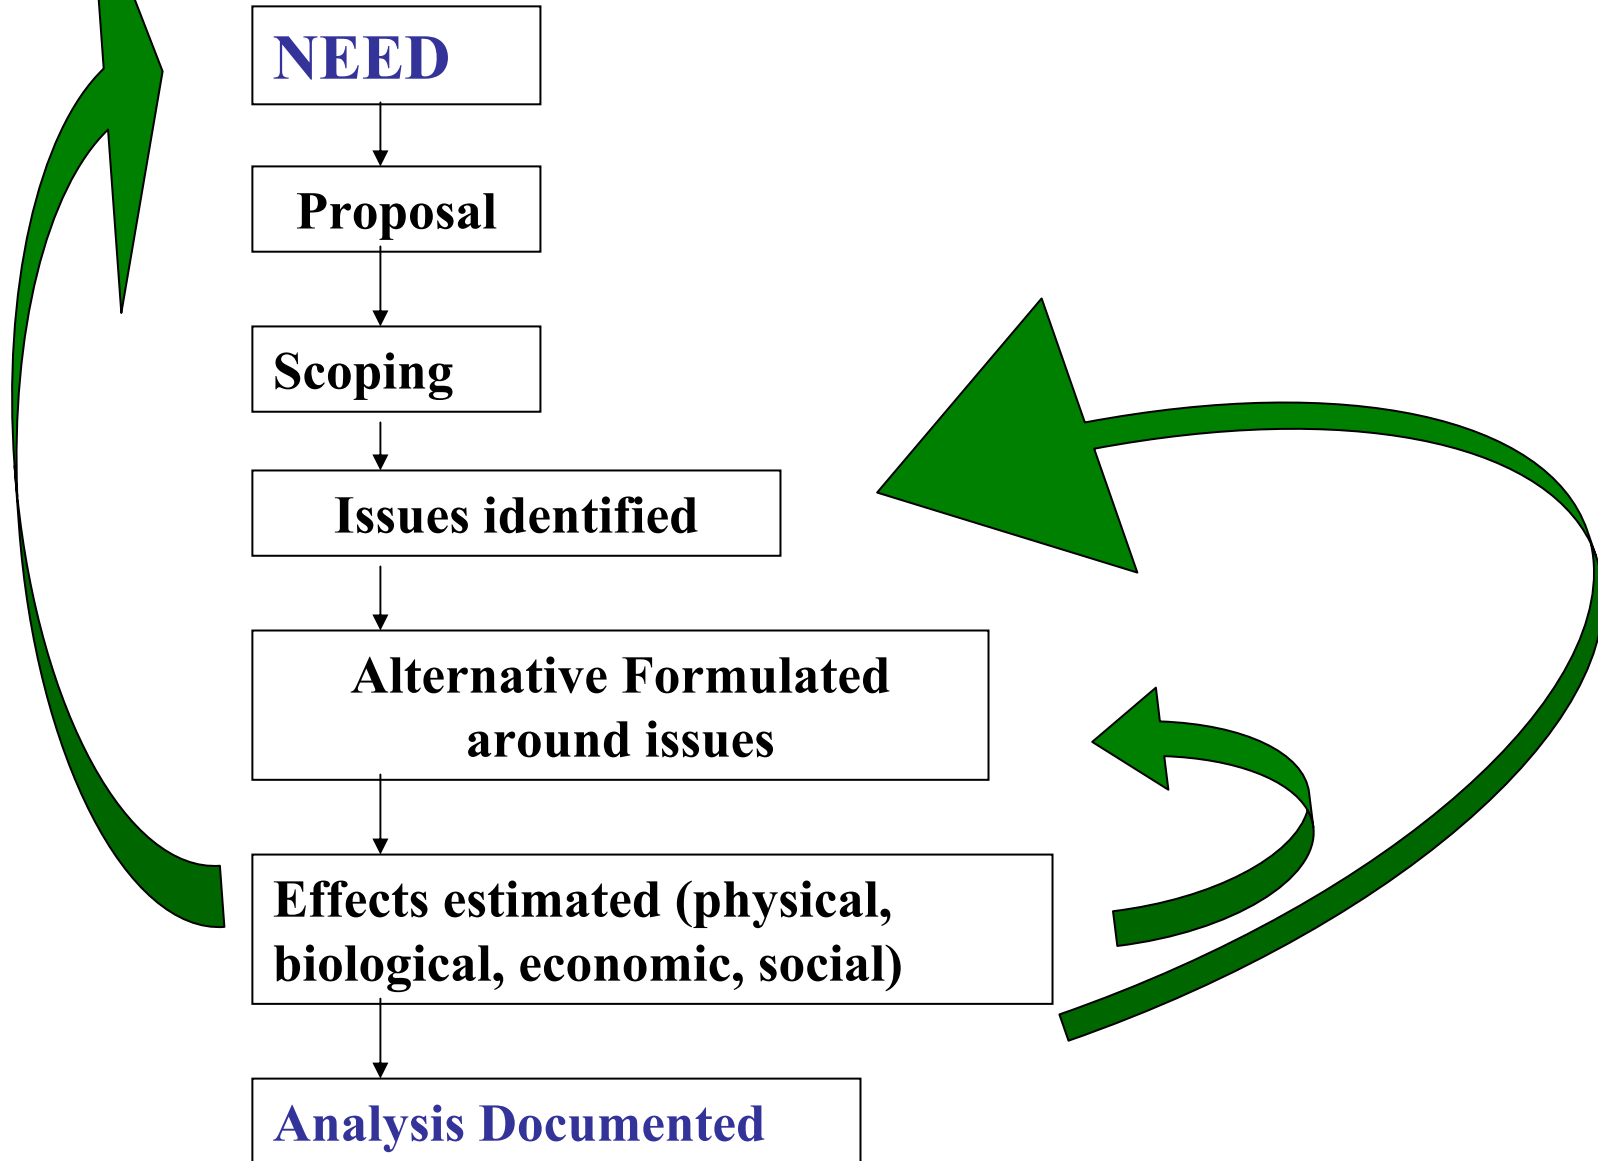 NEED
Proposal
Scoping
Issues identified
Alternative Formulated
around issues
Effects estimated (physical,
biological, economic, social)
Analysis Documented